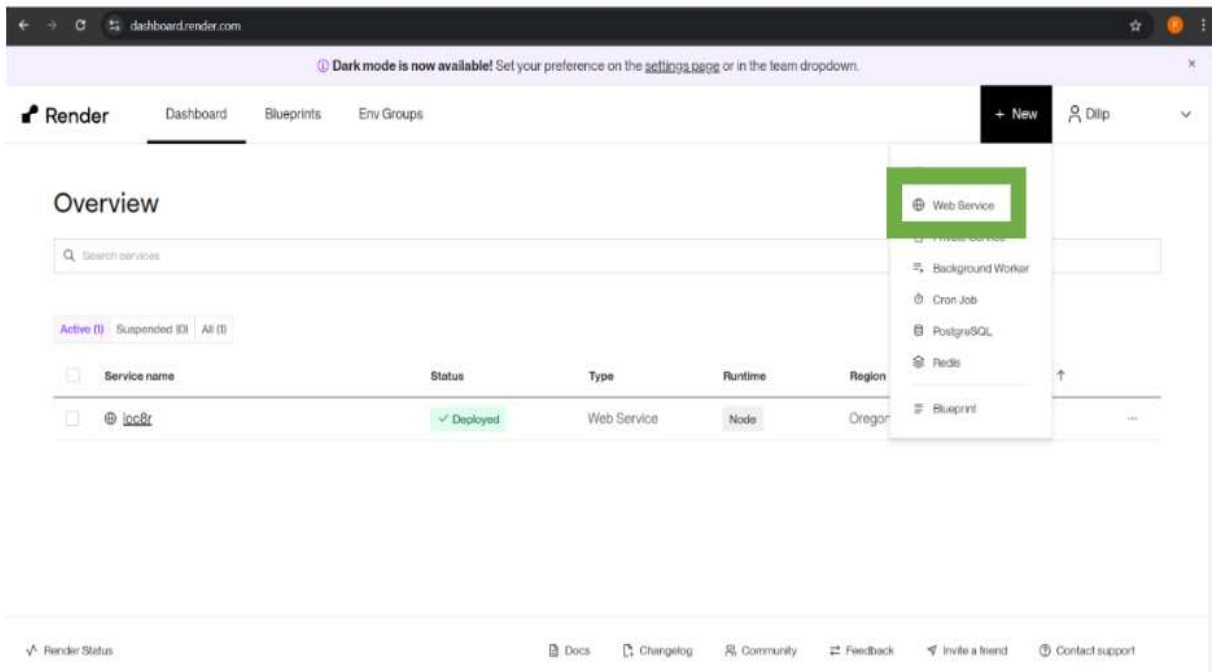 dashboard.render.com
Dark mode is now available! Set your preference on the settings page or in the team dropdown.
Render Dashboard Blueprints Env Groups + New Dilip
Overview
Web Service
Search services
Private Service
Background Worker
Cron Job
PostgreSQL
Active (1) Suspended (0) All (1)
Redis
Service name Status Type Runtime Region
loc8r Deployed Web Service Node Oregon
Blueprint
Render Status Docs Changelog Community Feedback Invite a friend Contact support